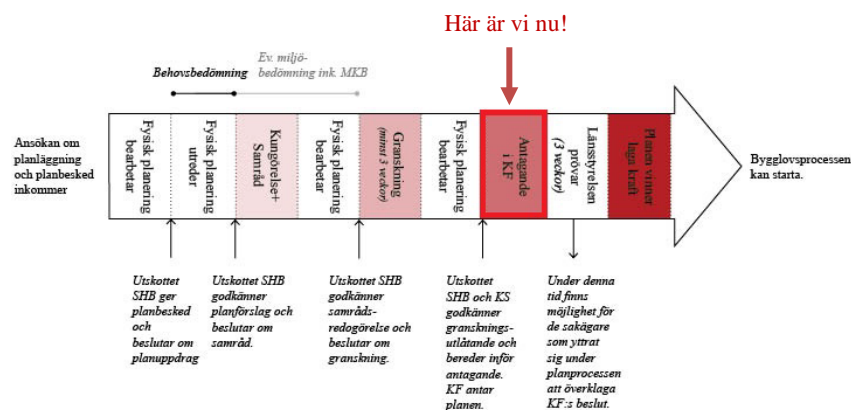 Här är vi nu!
Ev. miljö-
bedömning ink. MKB
Behovsbedömning
Ansökan om
planläggning
och planbesked
inkommer
Fysisk planering
bearbetar
Fysisk planering
utreder
Kungörelse+
Samråd
Fysisk planering
bearbetar
Granskning
(minst 3 veckor)
Fysisk planering
bearbetar
Antagande
i KF
Länsstyrelsen
prövar
(3 veckor)
Planen vinner
laga kraft
Bygglovsprocessen
kan starta.
Utskottet
SHB ger
planbesked
och
beslutar om
planuppdrag
Utskottet SHB
godkänner
planförslag och
beslutar om
samråd.
Utskottet SHB
godkänner
samråds-
redogörelse och
beslutar om
granskning.
Utskottet
SHB och KS
godkänner
gransknings-
utlåtande och
bereder inför
antagande.
KF antar
planen.
Under denna
tid finns
möjlighet för
de sakägare
som yttrat
sig under
planprocessen
att överklaga
KF:s beslut.